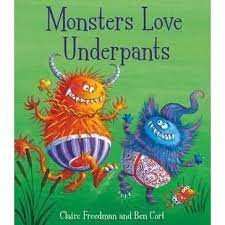 Monsters Love
Underpants
Claire Freedman and Ben Cort